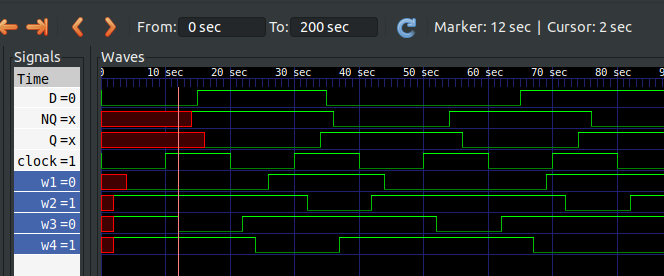 From: 0 sec To: 200 sec Marker: 12 sec | Cursor: 2 sec
Signals Waves
Time 0 10 sec 20 sec 30 sec 40 sec 50 sec 60 sec 70 sec 80 sec
D=0
NQ=x
Q=x
clock=1
w1=0
w2=1
w3=0
w4=1